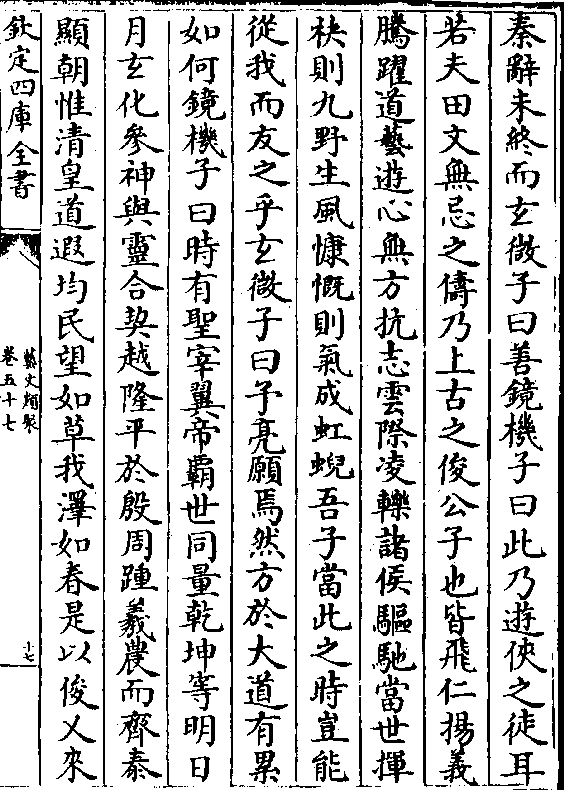 秦辭未終而玄微子曰善鏡機子曰此乃遊俠之徒耳
若夫田文無忌之儔乃上古之俊公子也皆飛仁揚義
騰躍道藝遊心無方抗志雲際凌轢諸侯驅馳當世揮
袂則九野生風慷慨則氣成虹蜺吾子當此之時豈能
從我而友之乎玄微子曰予亮願焉然方於大道有累
如何鏡機子曰時有聖宰翼帝霸世同量乾坤等明日
月玄化參神與靈合契越隆平於殷周踵羲農而齊泰
顯朝惟清皇道遐均民望如草我澤如春是以俊乂來
欽定四庫全書
藝文類聚
卷五十七
十七